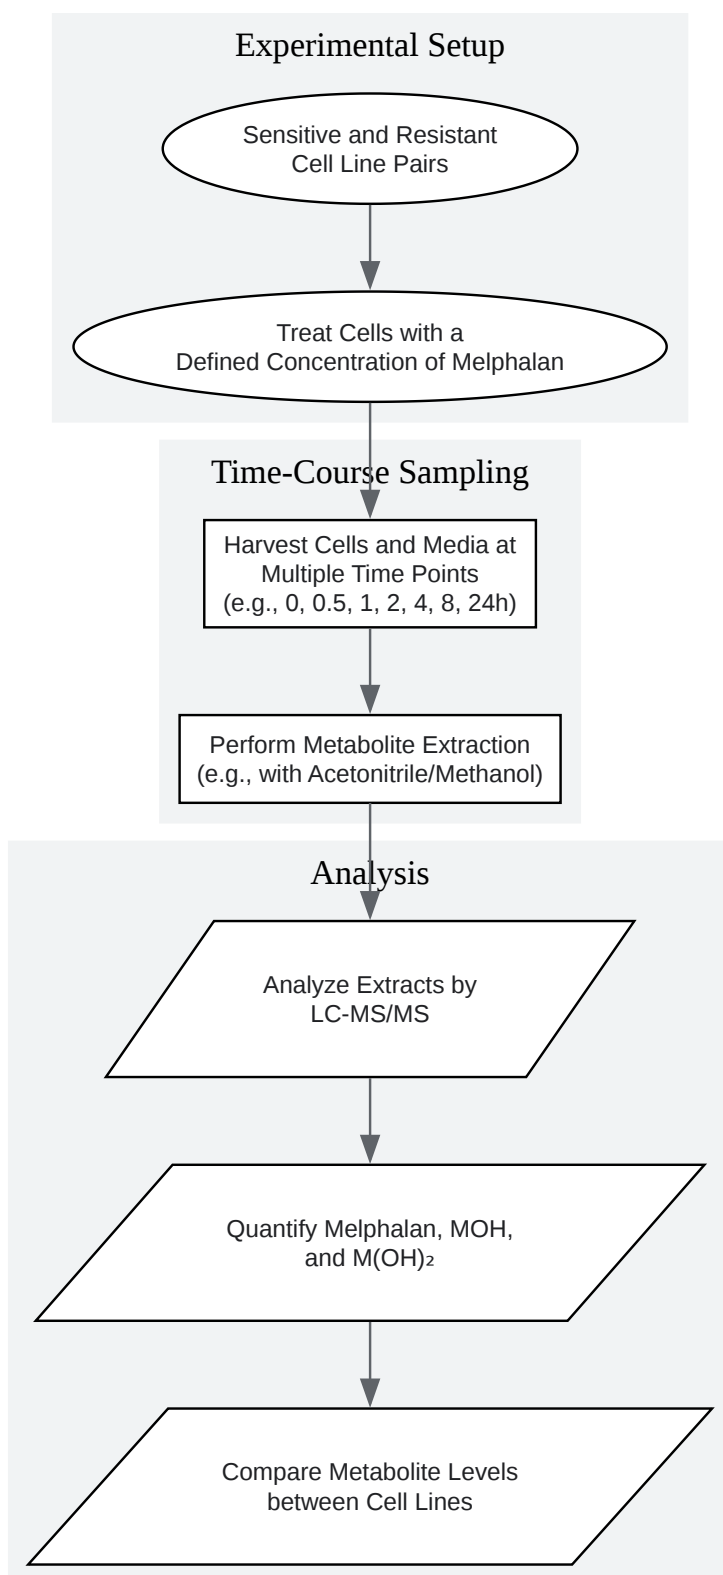 Experimental Setup
Sensitive and Resistant
Cell Line Pairs
Treat Cells with a
Defined Concentration of Melphalan
Time-Course Sampling
Harvest Cells and Media at
Multiple Time Points
(e.g., 0, 0.5, 1, 2, 4, 8, 24h)
Perform Metabolite Extraction
(e.g., with Acetonitrile/Methanol)
Analysis
Analyze Extracts by
LC-MS/MS
Quantify Melphalan, MOH,
and M(OH)₂
Compare Metabolite Levels
between Cell Lines